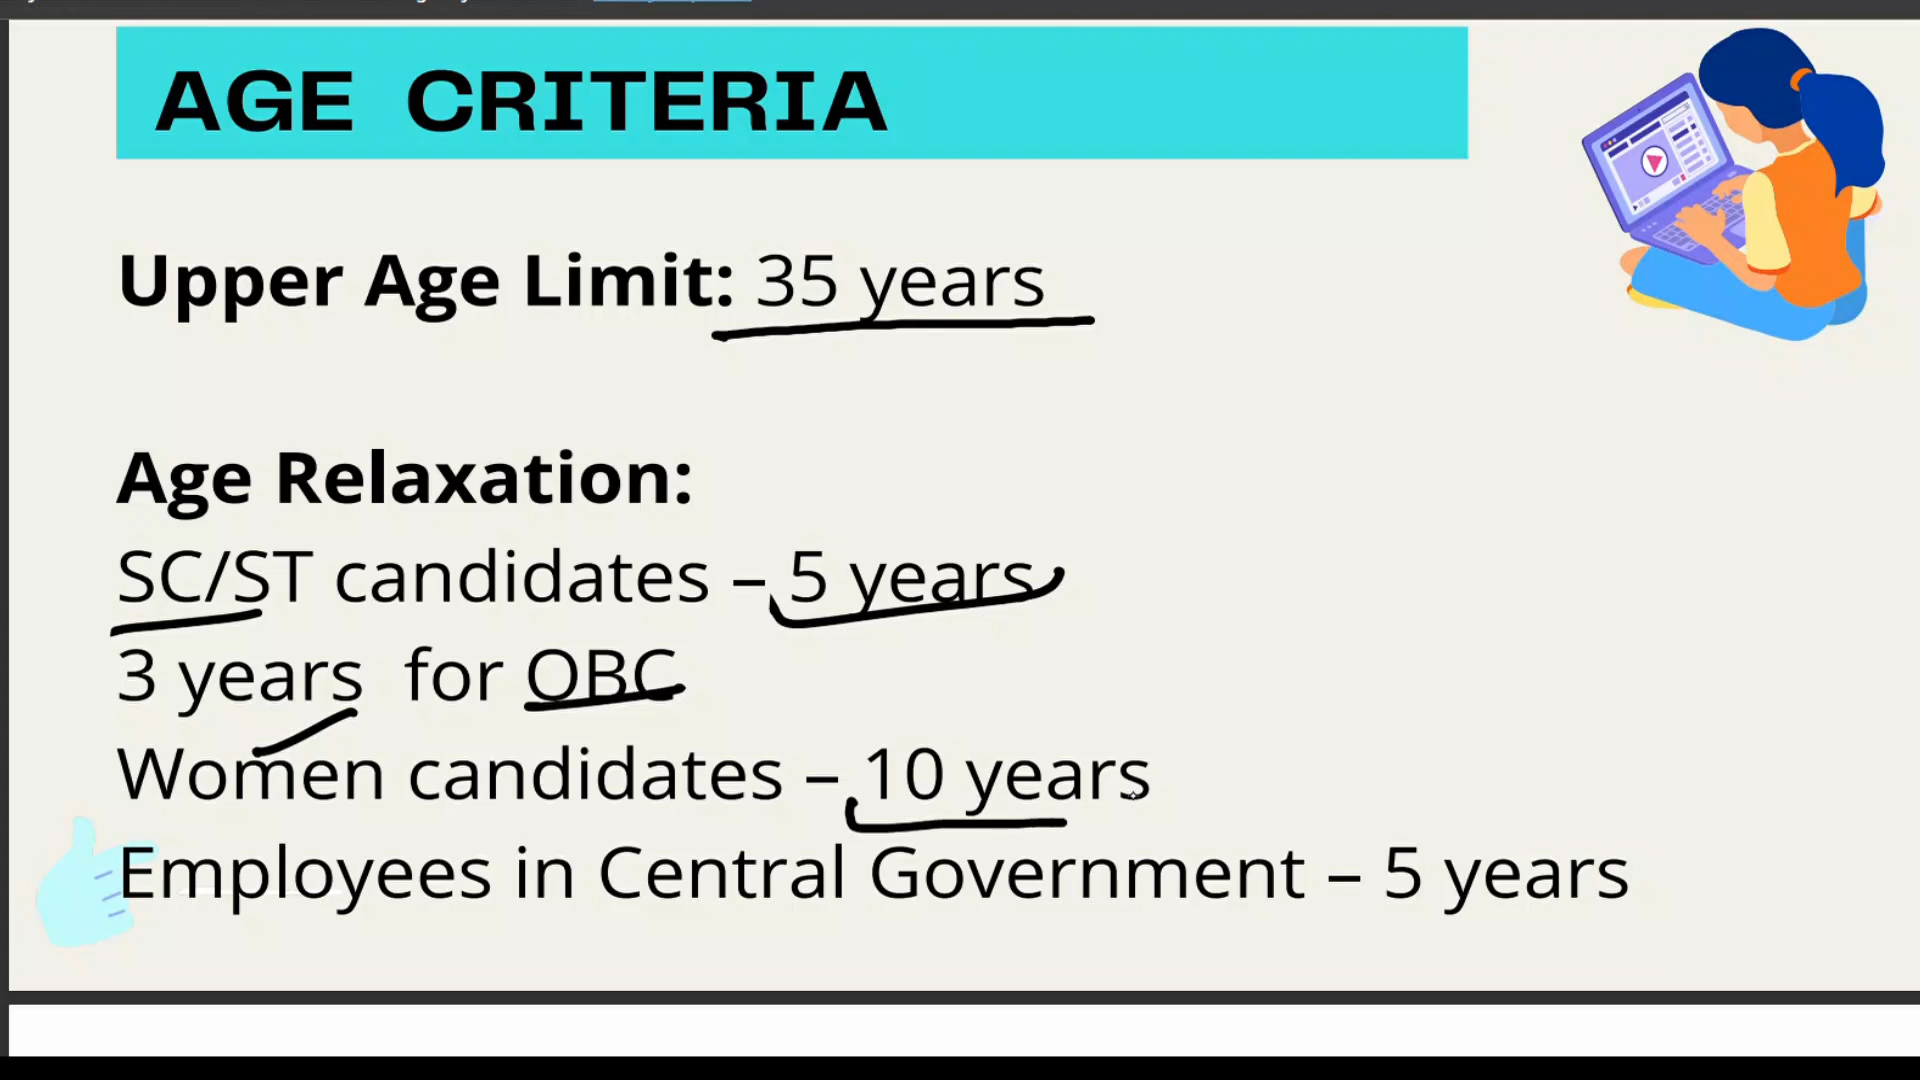 AGE CRITERIA
Upper Age Limit: 35 years
Age Relaxation:
SC/ST candidates – 5 years
3 years for OBC
Women candidates – 10 years
Employees in Central Government – 5 years